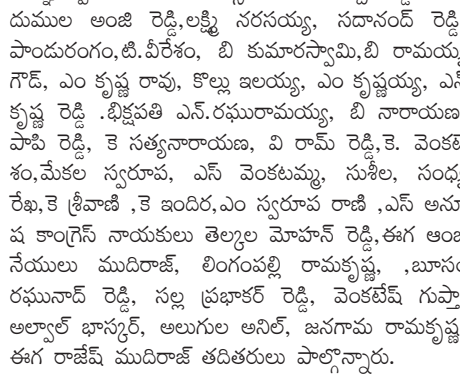 దుముల అంజి రెడ్డి,లక్ష్మి నరసయ్య, సదానంద్ రెడ్డి
పాండురంగం,టి.వీరేశం, బి కుమారస్వామి,బి రామయ్య
గౌడ్, ఎం కృష్ణ రావు, కొల్లు ఇలయ్య, ఎం కృష్ణయ్య, ఎస్
కృష్ణ రెడ్డి .భిక్షపతి ఎన్.రఘురామయ్య, బి నారాయణ
పాపి రెడ్డి, కె సత్యనారాయణ, వి రామ్ రెడ్డి,కె. వెంకటే
శం,మేకల స్వరూప, ఎస్ వెంకటమ్మ, సుశీల, సంధ్య
రేఖ,కె శ్రీవాణి ,కె ఇందిర,ఎం స్వరూప రాణి ,ఎస్ అనూ
ష కాంగ్రెస్ నాయకులు తెల్కల మోహన్ రెడ్డి,ఈగ ఆంజ
నేయులు ముదిరాజ్, లింగంపల్లి రామకృష్ణ, ,బూసం
రఘునాద్ రెడ్డి, సల్ల ప్రభాకర్ రెడ్డి, వెంకటేష్ గుప్తా
అల్వాల్ భాస్కర్, అలుగుల అనిల్, జనగామ రామకృష్ణ
ఈగ రాజేష్ ముదిరాజ్ తదితరులు పాల్గొన్నారు.